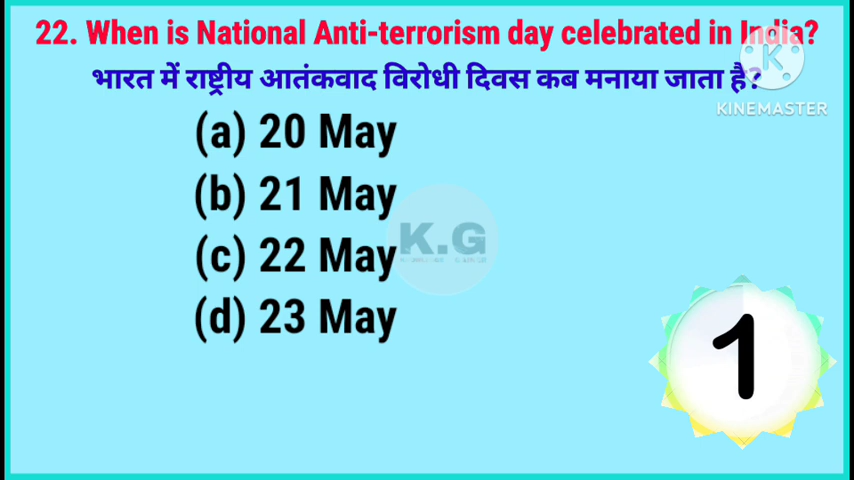 22. When is National Anti-terrorism day celebrated in India?
भारत में राष्ट्रीय आतंकवाद विरोधी दिवस कब मनाया जाता है?
KINEMASTER
(a) 20 May
(b) 21 May
(c) 22 May
(d) 23 May
K.G
1